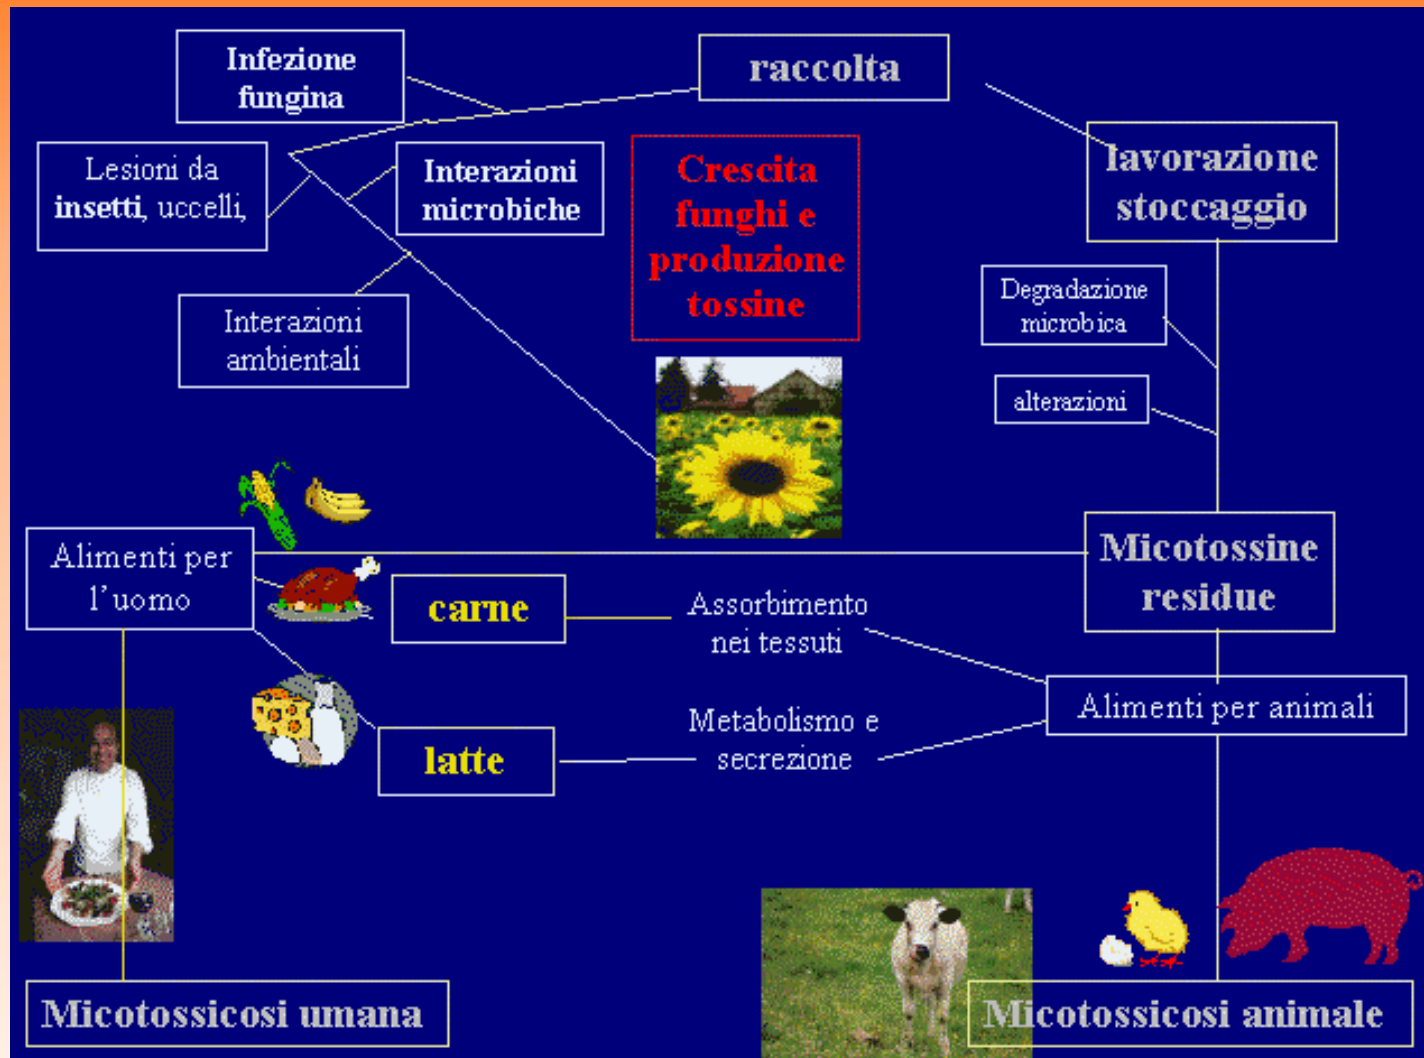 Infezione
fungina
raccolta
Lesioni da
insetti, uccelli,
Interazioni
microbiche
Crescita
funghi e
produzione
tossine
lavorazione
stoccaggio
Interazioni
ambientali
Degradazione
microbica
alterazioni
Alimenti per
l'uomo
carne
Assorbimento
nei tessuti
Micotossine
residue
latte
Metabolismo e
secrezione
Alimenti per animali
Micotossicosi umana
Micotossicosi animale